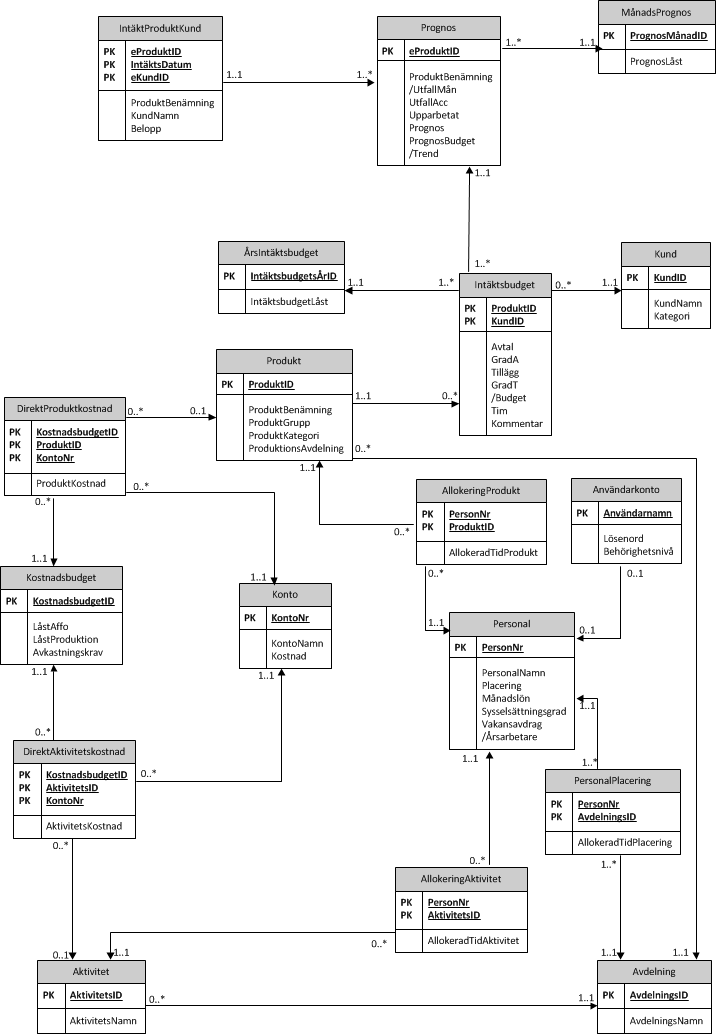 IntäktProduktKund
PK eProduktID
PK IntäktsDatum
PK eKundID
ProduktBenämning
KundNamn
Belopp
1..1
1..*
Prognos
PK eProduktID
ProduktBenämning
/UtfallMån
UtfallAcc
Upparbetat
Prognos
PrognosBudget
/Trend
1..*
1..1
MånadsPrognos
PK PrognosMånadID
PrognosLåst
1..1
1..*
ÅrsIntäktsbudget
PK IntäktsbudgetsÅrID
IntäktsbudgetLåst
1..1
1..*
Intäktsbudget
PK ProduktID
PK KundID
Avtal
GradA
Tillägg
GradT
/Budget
Tim
Kommentar
0..*
1..1
Kund
PK KundID
KundNamn
Kategori
Produkt
PK ProduktID
ProduktBenämning
ProduktGrupp
ProduktKategori
ProduktionsAvdelning
1..1
0..*
0..*
1..1
DirektProduktkostnad
PK KostnadsbudgetID
PK ProduktID
PK KontoNr
ProduktKostnad
0..*
0..1
0..*
0..*
1..1
1..1
AllokeringProdukt
PK PersonNr
PK ProduktID
AllokeradTidProdukt
0..*
0..*
1..1
Användarkonto
PK Användarnamn
Lösenord
Behörighetsnivå
0..1
0..1
Kostnadsbudget
PK KostnadsbudgetID
LåstAffo
LåstProduktion
Avkastningskrav
1..1
0..*
Konto
PK KontoNr
KontoNamn
Kostnad
1..1
Personal
PK PersonNr
PersonalNamn
Placering
Månadslön
Sysselsättningsgrad
Vakansavdrag
/Årsarbetare
1..1
1..1
1..*
DirektAktivitetskostnad
PK KostnadsbudgetID
PK AktivitetsID
PK KontoNr
AktivitetsKostnad
0..*
0..*
PersonalPlacering
PK PersonNr
PK AvdelningsID
AllokeradTidPlacering
1..*
0..*
AllokeringAktivitet
PK PersonNr
PK AktivitetsID
AllokeradTidAktivitet
0..*
0..1
1..1
1..1
1..1
Aktivitet
PK AktivitetsID
AktivitetsNamn
0..*
1..1
Avdelning
PK AvdelningsID
AvdelningsNamn